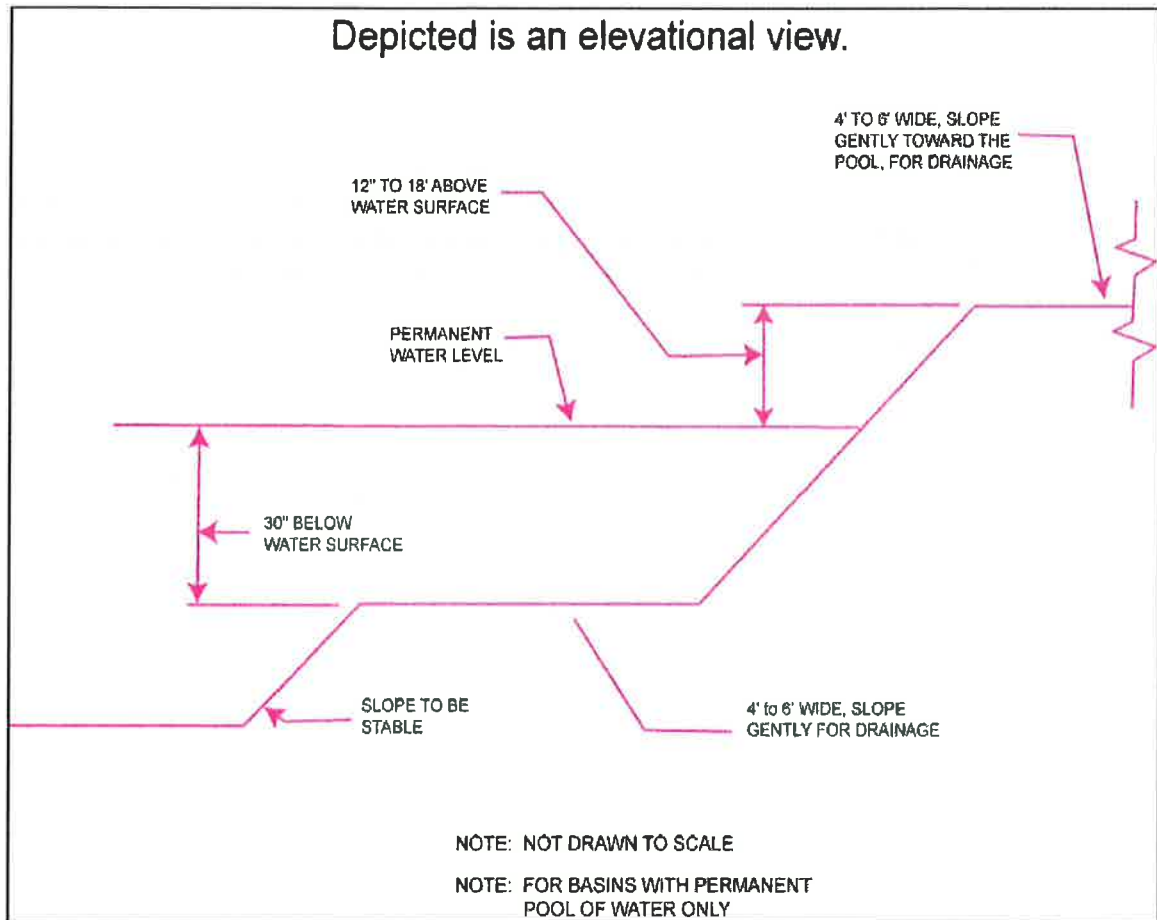 Depicted is an elevational view.
4' TO 6' WIDE, SLOPE
GENTLY TOWARD THE
POOL, FOR DRAINAGE
12" TO 18' ABOVE
WATER SURFACE
PERMANENT
WATER LEVEL
30" BELOW
WATER SURFACE
SLOPE TO BE
STABLE
4' to 6' WIDE, SLOPE
GENTLY FOR DRAINAGE
NOTE: NOT DRAWN TO SCALE
NOTE: FOR BASINS WITH PERMANENT
POOL OF WATER ONLY